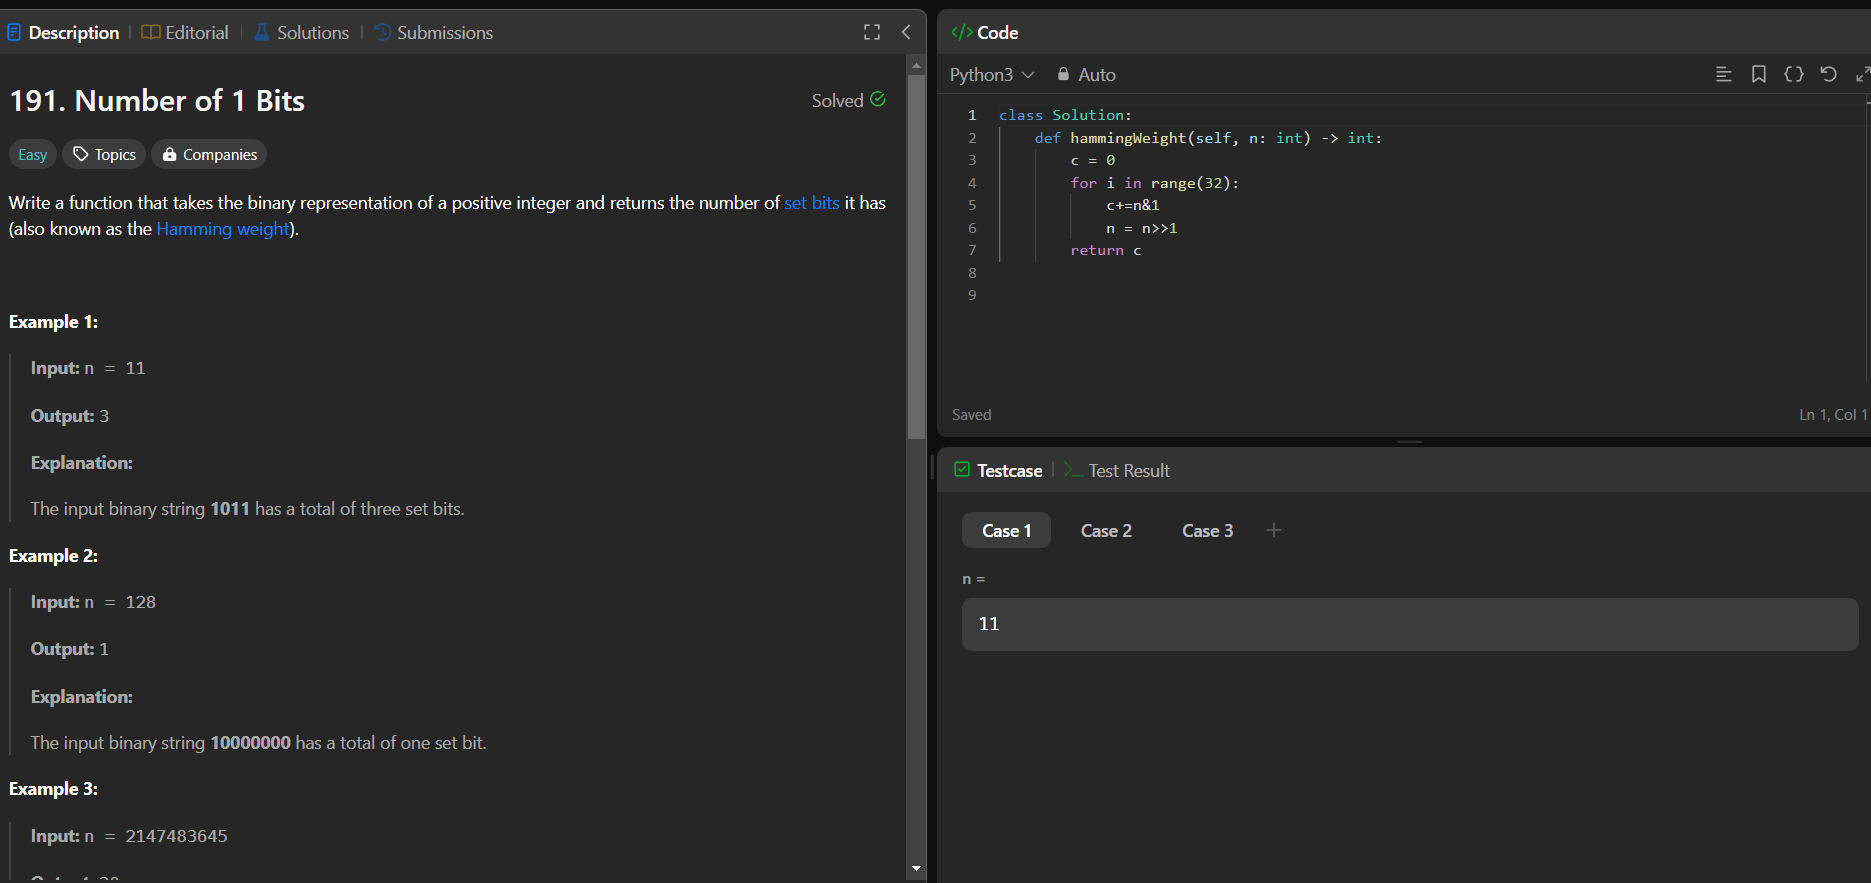 Description | Editorial | Solutions | Submissions
191. Number of 1 Bits
Solved
Easy Topics Companies
Write a function that takes the binary representation of a positive integer and returns the number of set bits it has
(also known as the Hamming weight).
Example 1:
Input: n = 11
Output: 3
Explanation:
The input binary string 1011 has a total of three set bits.
Example 2:
Input: n = 128
Output: 1
Explanation:
The input binary string 10000000 has a total of one set bit.
Example 3:
Input: n = 2147483645
</> Code
Python3 Auto
1 class Solution:
2 def hammingWeight(self, n: int) -> int:
3 c = 0
4 for i in range(32):
5 c+=n&1
6 n = n>>1
7 return c
8
9
Saved
Ln 1, Col 1
Testcase | >_ Test Result
Case 1 Case 2 Case 3 +
n =
11